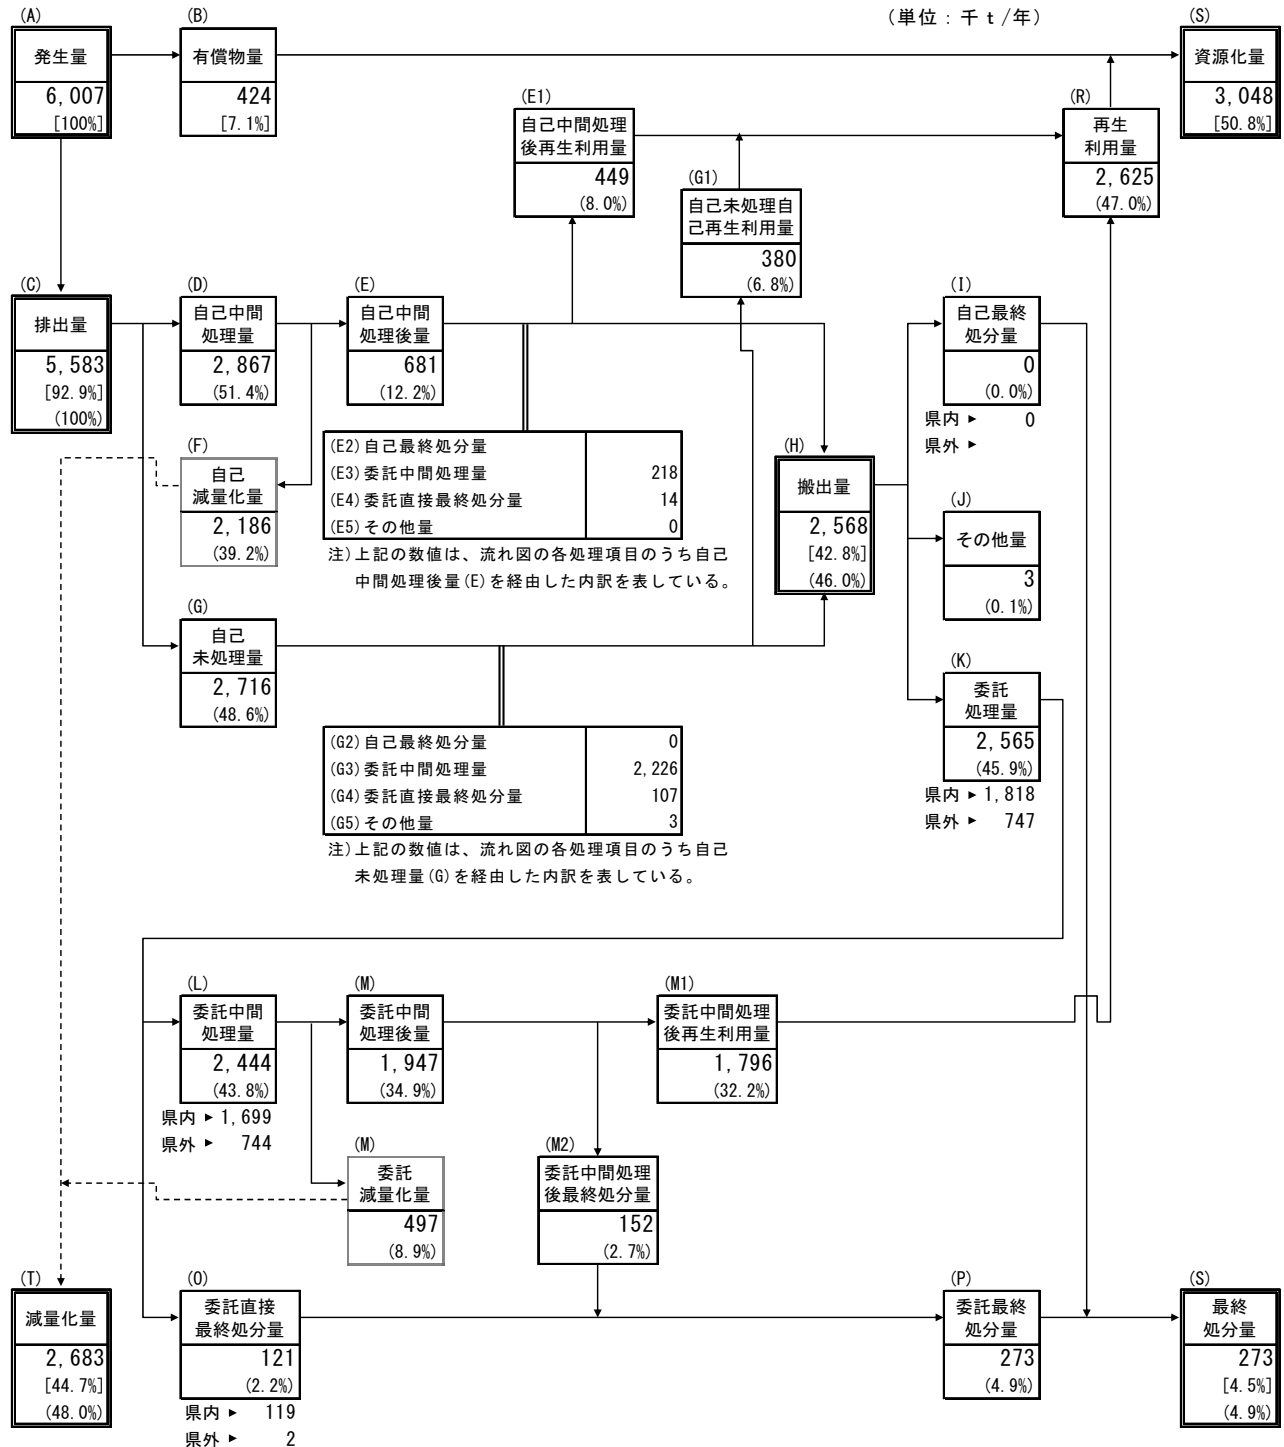 (単位：千ｔ/年)
(A)
発生量
6,007
[100%]
(B)
有償物量
424
[7.1%]
(S)
資源化量
3,048
[50.8%]
(E1)
自己中間処理
後再生利用量
449
(8.0%)
(G1)
自己未処理自
己再生利用量
380
(6.8%)
(R)
再生
利用量
2,625
(47.0%)
(C)
排出量
5,583
[92.9%]
(100%)
(D)
自己中間
処理量
2,867
(51.4%)
(E)
自己中間
処理後量
681
(12.2%)
(I)
自己最終
処分量
0
(0.0%)
県内 ► 0
県外 ►
(F)
自己
減量化量
2,186
(39.2%)
(E2)自己最終処分量
(E3)委託中間処理量 218
(E4)委託直接最終処分量 14
(E5)その他量 0
注)上記の数値は、流れ図の各処理項目のうち自己
中間処理後量(E)を経由した内訳を表している。
(H)
搬出量
2,568
[42.8%]
(46.0%)
(J)
その他量
3
(0.1%)
(G)
自己
未処理量
2,716
(48.6%)
(K)
委託
処理量
2,565
(45.9%)
県内 ► 1,818
県外 ► 747
(G2)自己最終処分量 0
(G3)委託中間処理量 2,226
(G4)委託直接最終処分量 107
(G5)その他量 3
注)上記の数値は、流れ図の各処理項目のうち自己
未処理量(G)を経由した内訳を表している。
(L)
委託中間
処理量
2,444
(43.8%)
県内 ► 1,699
県外 ► 744
(M)
委託中間
処理後量
1,947
(34.9%)
(M1)
委託中間処理
後再生利用量
1,796
(32.2%)
(M)
委託
減量化量
497
(8.9%)
(M2)
委託中間処理
後最終処分量
152
(2.7%)
(T)
減量化量
2,683
[44.7%]
(48.0%)
(O)
委託直接
最終処分量
121
(2.2%)
県内 ► 119
県外 ► 2
(P)
委託最終
処分量
273
(4.9%)
(S)
最終
処分量
273
[4.5%]
(4.9%)